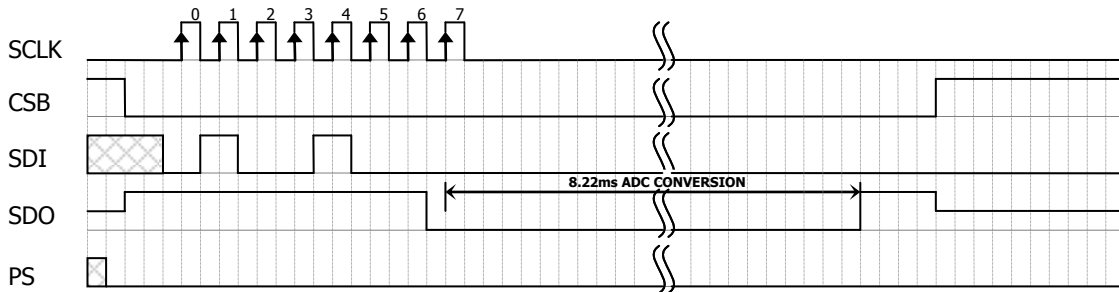 0 1 2 3 4 5 6 7
SCLK
CSB
SDI
8.22ms ADC CONVERSION
SDO
PS